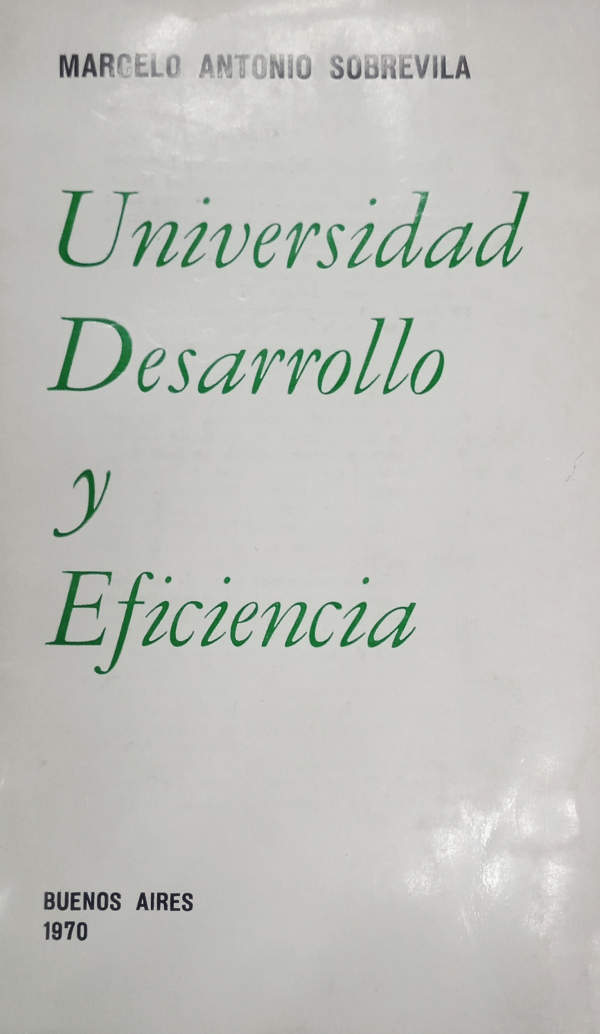 MARCELO ANTONIO SOBREVILA
Universidad
Desarrollo
y
Eficiencia
BUENOS AIRES
1970